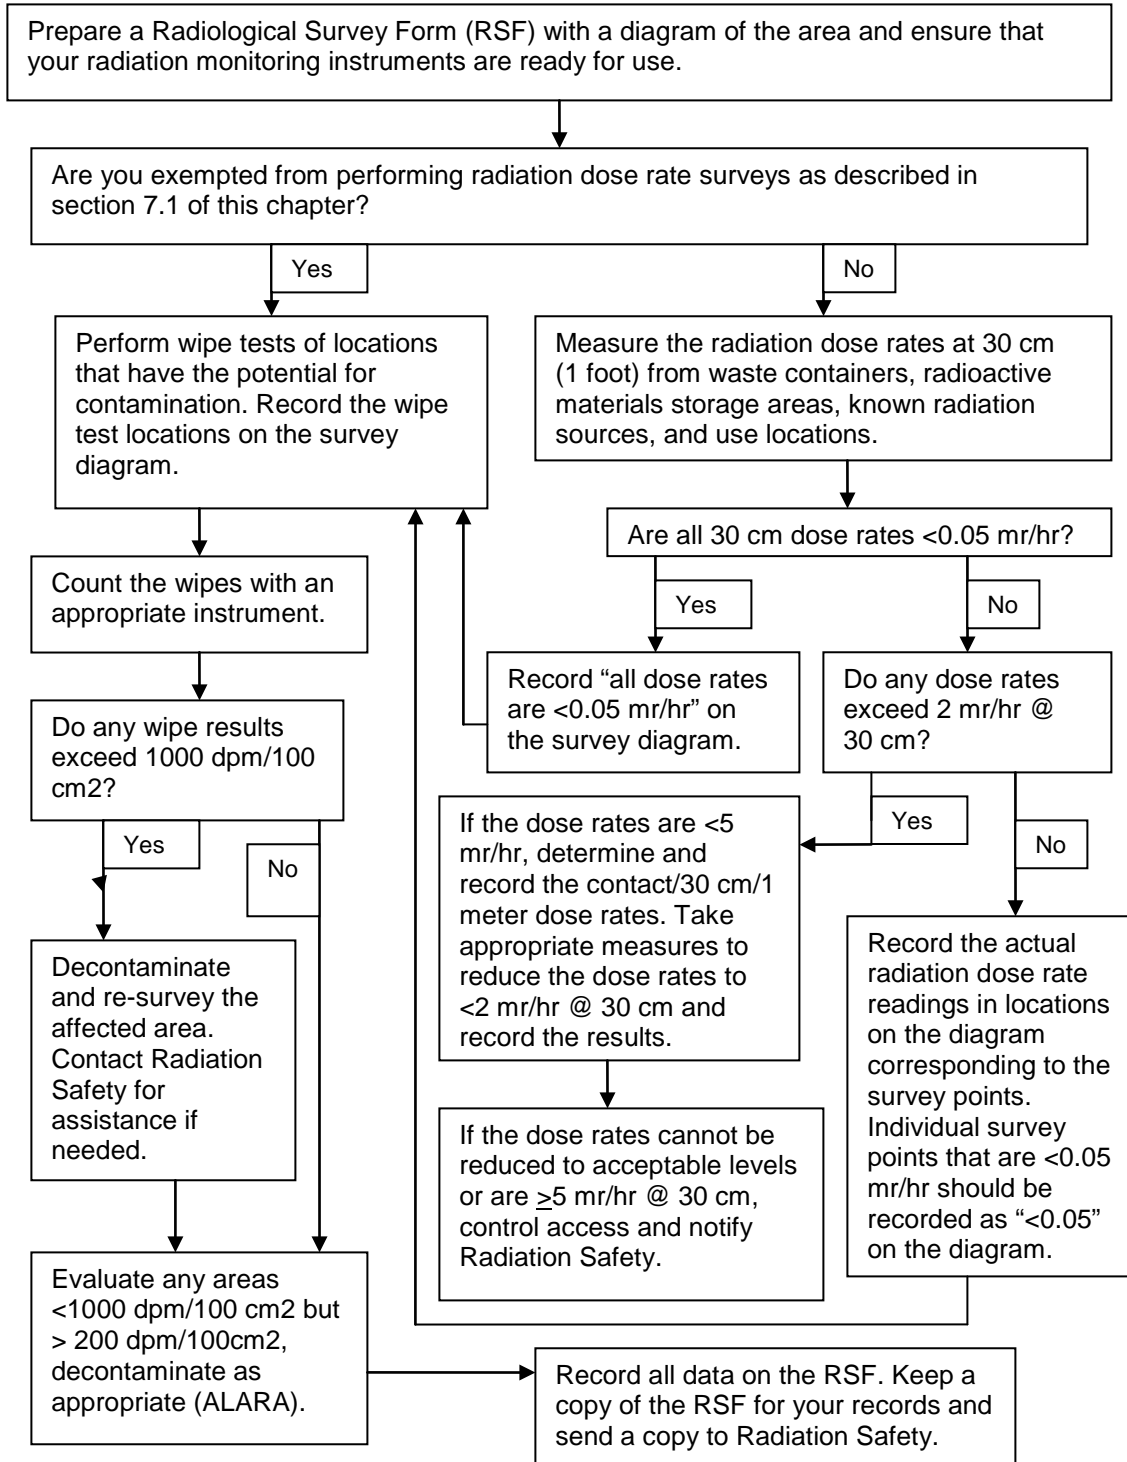 Prepare a Radiological Survey Form (RSF) with a diagram of the area and ensure that
your radiation monitoring instruments are ready for use.
Are you exempted from performing radiation dose rate surveys as described in
section 7.1 of this chapter?
Yes
No
Perform wipe tests of locations
that have the potential for
contamination. Record the wipe
test locations on the survey
diagram.
Measure the radiation dose rates at 30 cm
(1 foot) from waste containers, radioactive
materials storage areas, known radiation
sources, and use locations.
Are all 30 cm dose rates <0.05 mr/hr?
Count the wipes with an
appropriate instrument.
Yes
No
Record “all dose rates
are <0.05 mr/hr” on
the survey diagram.
Do any dose rates
exceed 2 mr/hr @
30 cm?
Do any wipe results
exceed 1000 dpm/100
cm2?
Yes
No
Yes
No
If the dose rates are <5
mr/hr, determine and
record the contact/30 cm/1
meter dose rates. Take
appropriate measures to
reduce the dose rates to
<2 mr/hr @ 30 cm and
record the results.
Record the actual
radiation dose rate
readings in locations
on the diagram
corresponding to the
survey points.
Individual survey
points that are <0.05
mr/hr should be
recorded as “<0.05”
on the diagram.
Decontaminate
and re-survey the
affected area.
Contact Radiation
Safety for
assistance if
needed.
If the dose rates cannot be
reduced to acceptable levels
or are >5 mr/hr @ 30 cm,
control access and notify
Radiation Safety.
Evaluate any areas
<1000 dpm/100 cm2 but
> 200 dpm/100cm2,
decontaminate as
appropriate (ALARA).
Record all data on the RSF. Keep a
copy of the RSF for your records and
send a copy to Radiation Safety.